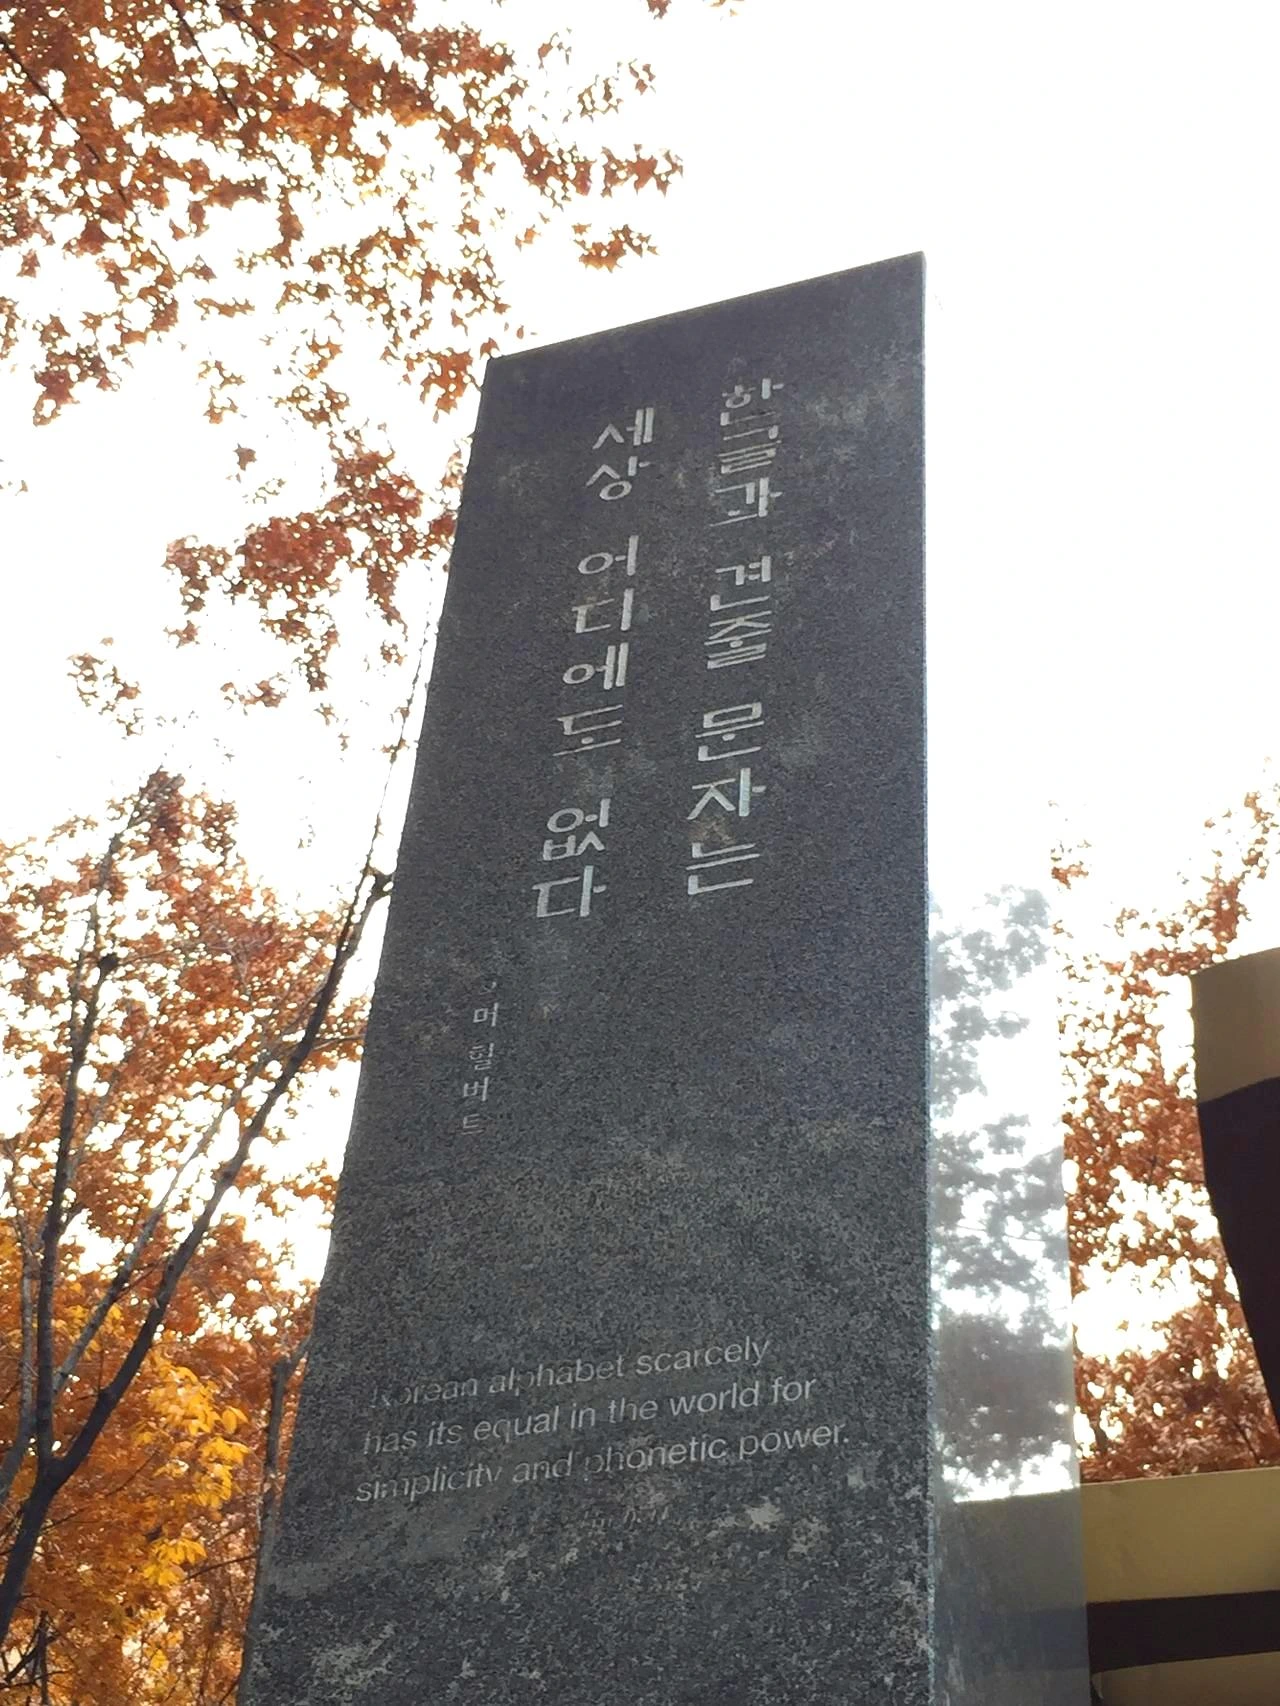 한글과 견줄 문자는
세상 어디에도 없다
머 헐버트
Korean alphabet scarcely
has its equal in the world for
simplicity and phonetic power.